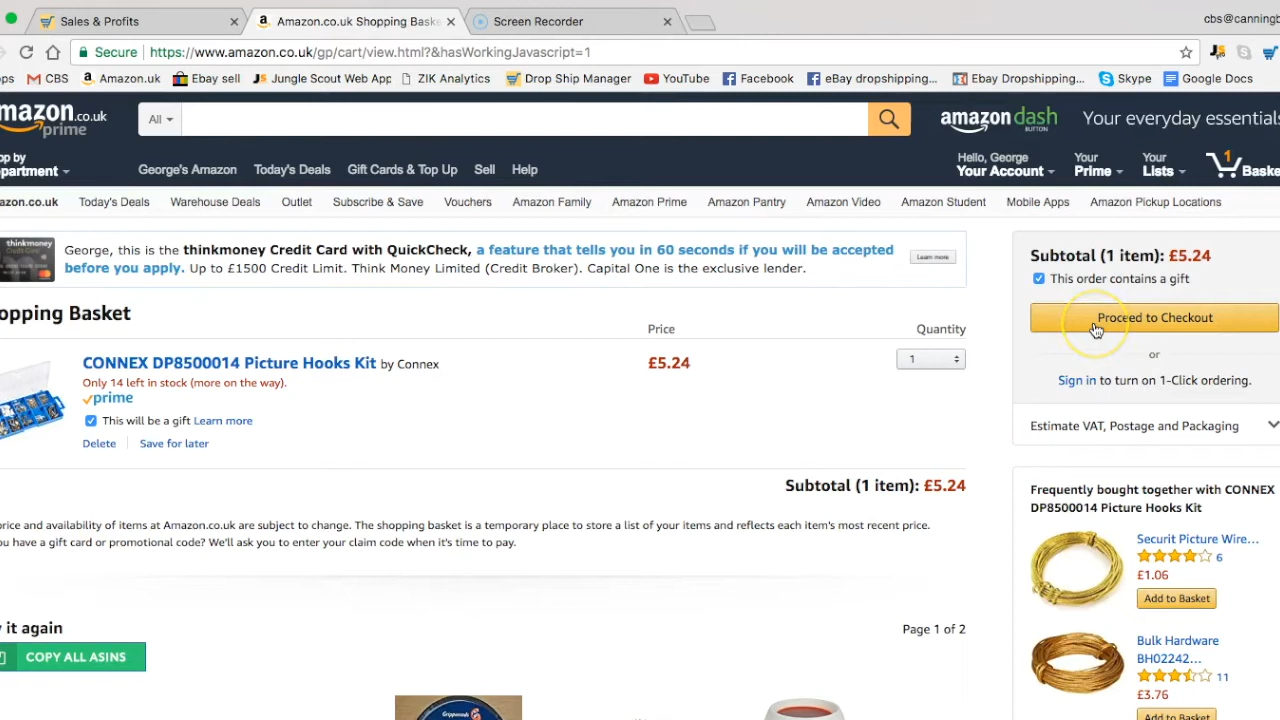 Sales & Profits
Amazon.co.uk Shopping Baske
Screen Recorder
cbs@canningb
Secure
https://www.amazon.co.uk/gp/cart/view.html?&hasWorkingJavascript=1
ps
CBS
Amazon.uk
Ebay sell
Jungle Scout Web App
ZIK Analytics
Drop Ship Manager
YouTube
Facebook
eBay dropshipping...
Ebay Dropshipping...
Skype
Google Docs
mazon.co.uk
prime
All
amazon dash
BUTTON
Your everyday essentials
op by
partment
George's Amazon
Today's Deals
Gift Cards & Top Up
Sell
Help
Hello, George
Your Account
Your
Prime
Your
Lists
1
Baske
azon.co.uk
Today's Deals
Warehouse Deals
Outlet
Subscribe & Save
Vouchers
Amazon Family
Amazon Prime
Amazon Pantry
Amazon Video
Amazon Student
Mobile Apps
Amazon Pickup Locations
thinkmoney
George, this is the thinkmoney Credit Card with QuickCheck, a feature that tells you in 60 seconds if you will be accepted
before you apply. Up to £1500 Credit Limit. Think Money Limited (Credit Broker). Capital One is the exclusive lender.
Learn more
Subtotal (1 item): £5.24
This order contains a gift
Proceed to Checkout
or
Sign in to turn on 1-Click ordering.
Estimate VAT, Postage and Packaging
opping Basket
Price
Quantity
CONNEX DP8500014 Picture Hooks Kit by Connex
£5.24
1
Only 14 left in stock (more on the way).
prime
This will be a gift Learn more
Delete
Save for later
Subtotal (1 item): £5.24
rice and availability of items at Amazon.co.uk are subject to change. The shopping basket is a temporary place to store a list of your items and reflects each item's most recent price.
ou have a gift card or promotional code? We'll ask you to enter your claim code when it's time to pay.
Frequently bought together with CONNEX
DP8500014 Picture Hooks Kit
Securit Picture Wire...
6
£1.06
Add to Basket
Bulk Hardware
BH02242...
11
£3.76
Add to Basket
it again
Page 1 of 2
COPY ALL ASINS